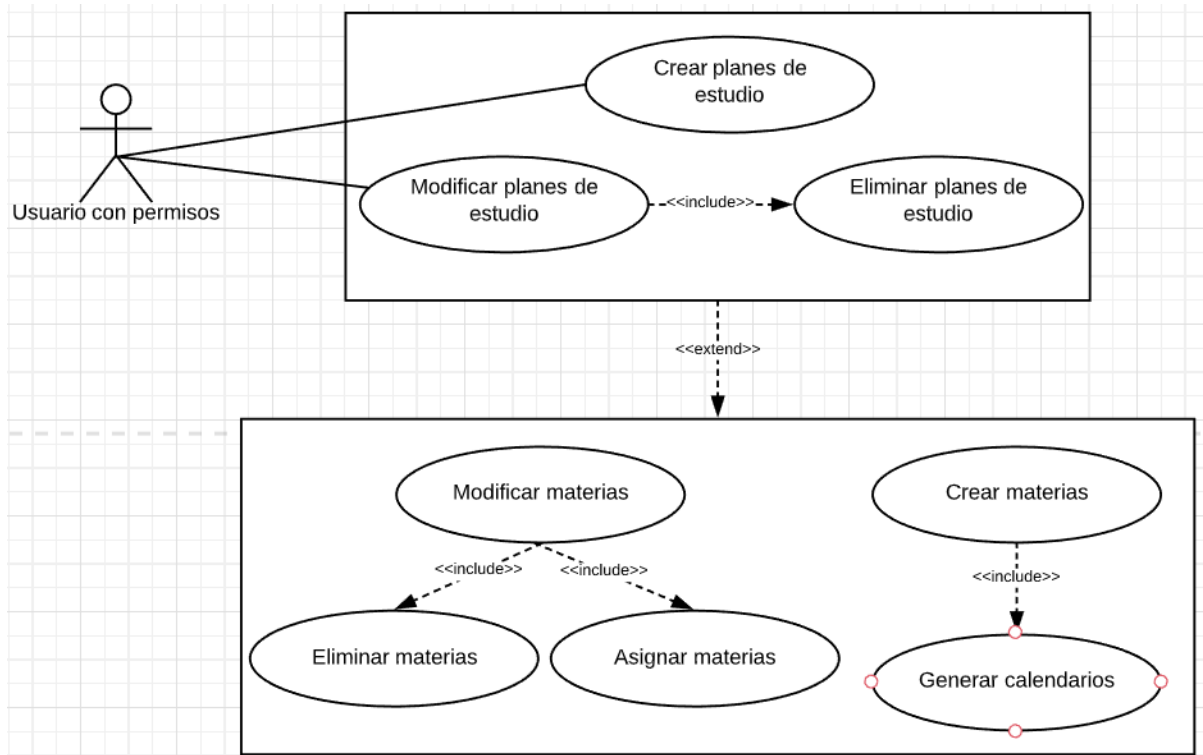 Crear planes de
estudio
Modificar planes de
estudio
<<include>>
Eliminar planes de
estudio
Usuario con permisos
<<extend>>
Modificar materias
Crear materias
<<include>>
<<include>>
<<include>>
Eliminar materias
Asignar materias
Generar calendarios